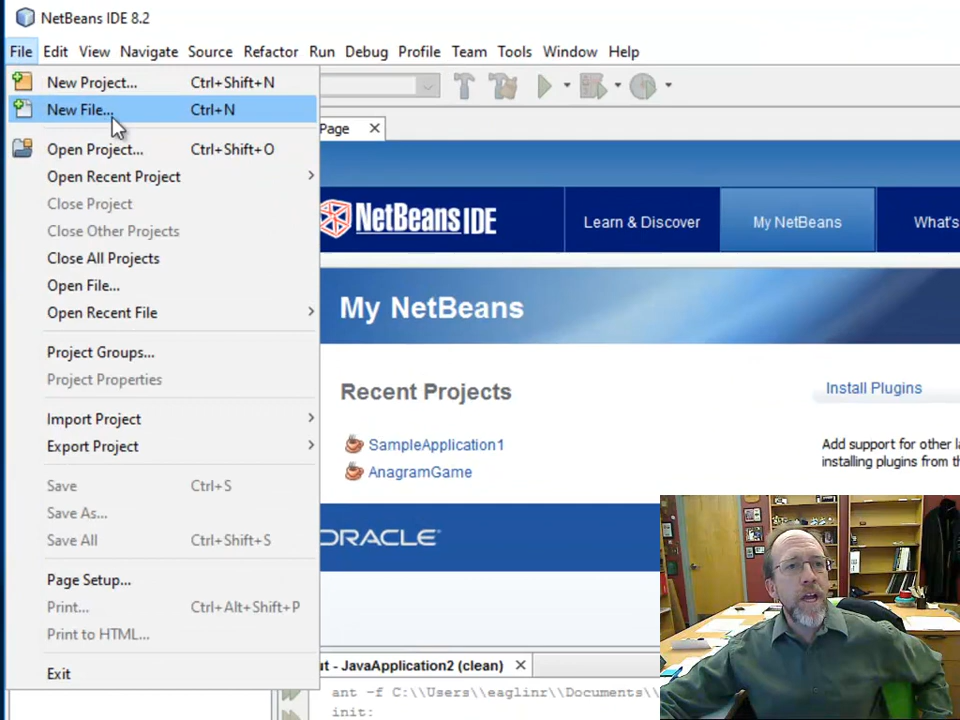 NetBeans IDE 8.2
File Edit View Navigate Source Refactor Run Debug Profile Team Tools Window Help
New Project... Ctrl+Shift+N
New File... Ctrl+N
Open Project... Ctrl+Shift+O
Open Recent Project
Close Project
Close Other Projects
Close All Projects
Open File...
Open Recent File
Project Groups...
Project Properties
Import Project
Export Project
Save Ctrl+S
Save As...
Save All Ctrl+Shift+S
Page Setup...
Print... Ctrl+Alt+Shift+P
Print to HTML...
Exit
Page
NetBeans IDE
Learn & Discover My NetBeans What's
My NetBeans
Recent Projects
SampleApplication1
AnagramGame
Install Plugins
Add support for other la
installing plugins from th
ORACLE
ut - JavaApplication2 (clean)
ant -f C:\\Users\\eaglinr\\Documents\\
init: